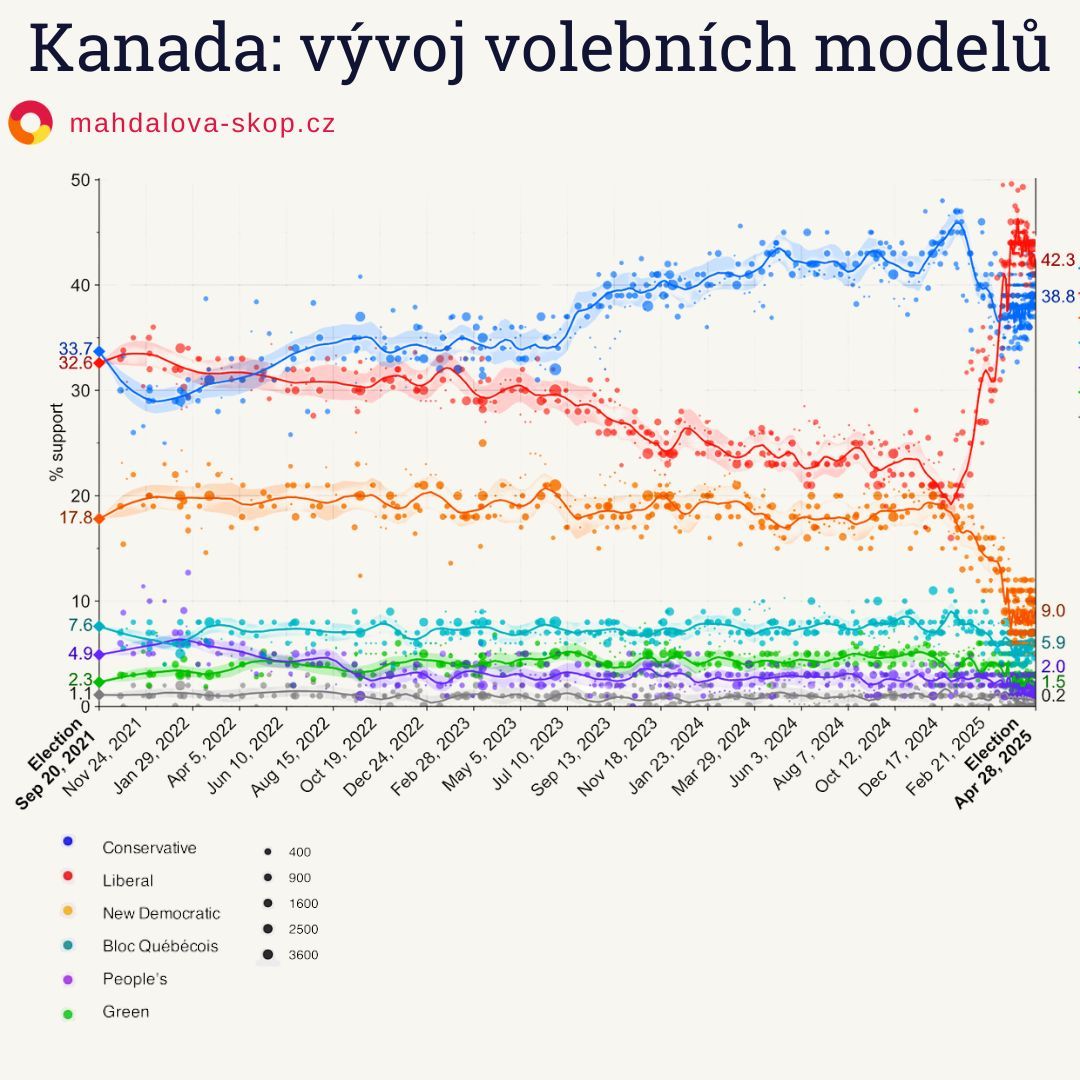 Kanada: vývoj volebních modelů
mahdalova-skop.cz
50
40
30
20
10
0
% support
33.7
32.6
17.8
7.6
4.9
2.3
1.1
42.3
38.8
9.0
5.9
2.0
1.5
0.2
Election
Sep 20, 2021
Nov 24, 2021
Jan 29, 2022
Apr 5, 2022
Jun 10, 2022
Aug 15, 2022
Oct 19, 2022
Dec 24, 2022
Feb 28, 2023
May 5, 2023
Jul 10, 2023
Sep 13, 2023
Nov 18, 2023
Jan 23, 2024
Mar 29, 2024
Jun 3, 2024
Aug 7, 2024
Oct 12, 2024
Dec 17, 2024
Feb 21, 2025
Election
Apr 28, 2025
Conservative
Liberal
New Democratic
Bloc Québécois
People's
Green
400
900
1600
2500
3600